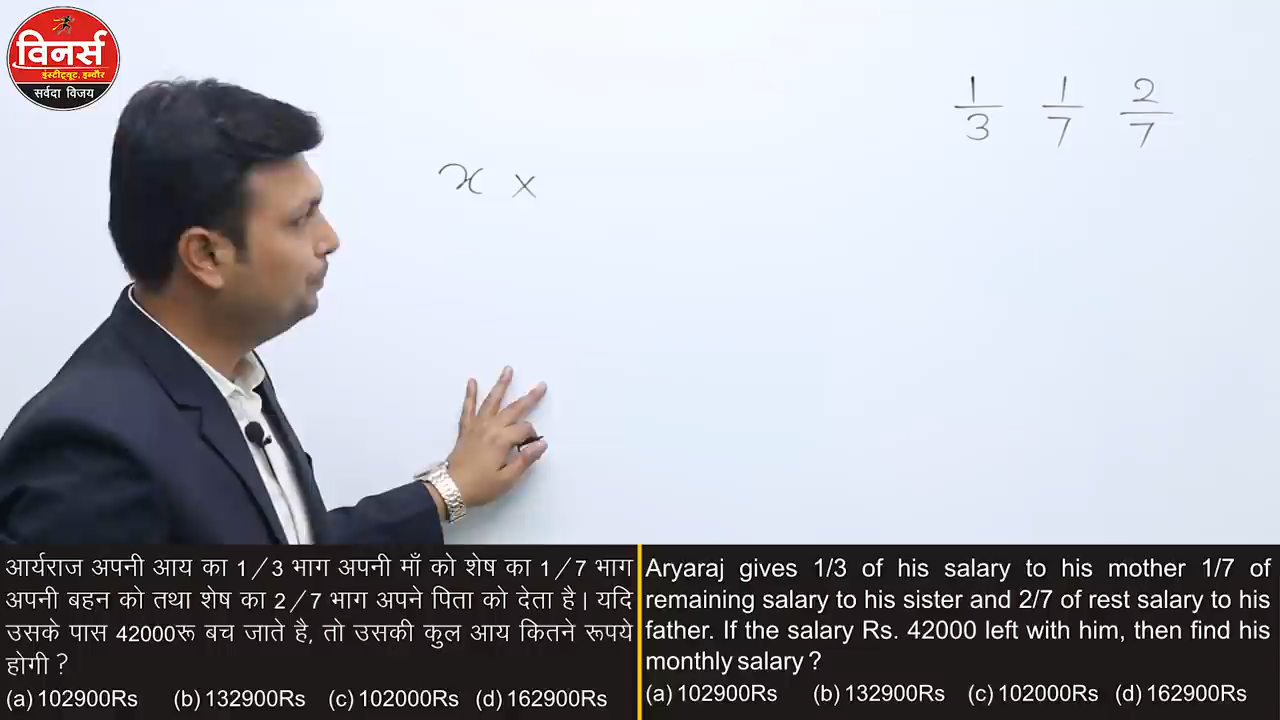 विनर्स
इंस्टीट्यूट, इन्दौर
सर्वदा विजय
1/3 1/7 2/7
x ×
आर्यराज अपनी आय का 1/3 भाग अपनी माँ को शेष का 1/7 भाग
अपनी बहन को तथा शेष का 2/7 भाग अपने पिता को देता है। यदि
उसके पास 42000रू बच जाते है, तो उसकी कुल आय कितने रूपये
होगी ?
(a) 102900Rs (b) 132900Rs (c) 102000Rs (d) 162900Rs
Aryaraj gives 1/3 of his salary to his mother 1/7 of
remaining salary to his sister and 2/7 of rest salary to his
father. If the salary Rs. 42000 left with him, then find his
monthly salary ?
(a) 102900Rs (b) 132900Rs (c) 102000Rs (d) 162900Rs